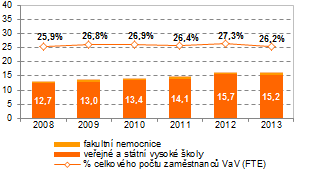 40
35
30
25
20
15
10
5
0
25,9% 26,8% 26,9% 26,4% 27,3% 26,2%
12,7 13,0 13,4 14,1 15,7 15,2
2008 2009 2010 2011 2012 2013
fakultní nemocnice
veřejné a státní vysoké školy
% celkového počtu zaměstnanců VaV (FTE)